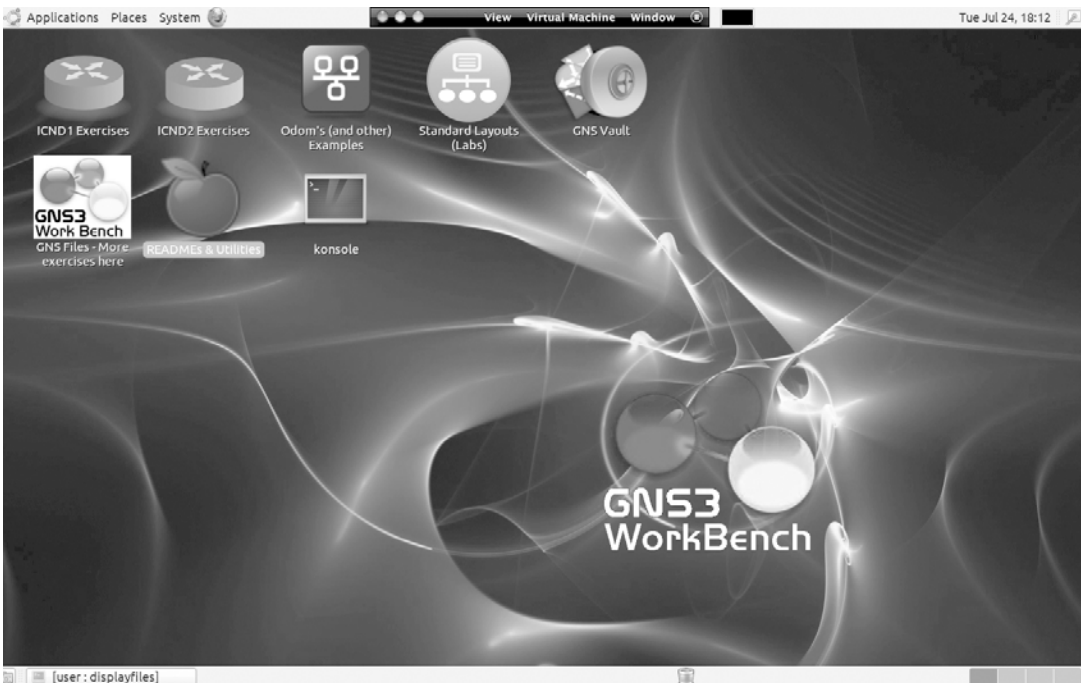 Applications Places System
View Virtual Machine Window
Tue Jul 24, 18:12
ICND1 Exercises
ICND2 Exercises
Odom's (and other)
Examples
Standard Layouts
(Labs)
GNS Vault
GNS3
Work Bench
GNS Files - More
exercises here
READMEs & Utilities
>_
konsole
GNS3
WorkBench
[user : displayfiles]